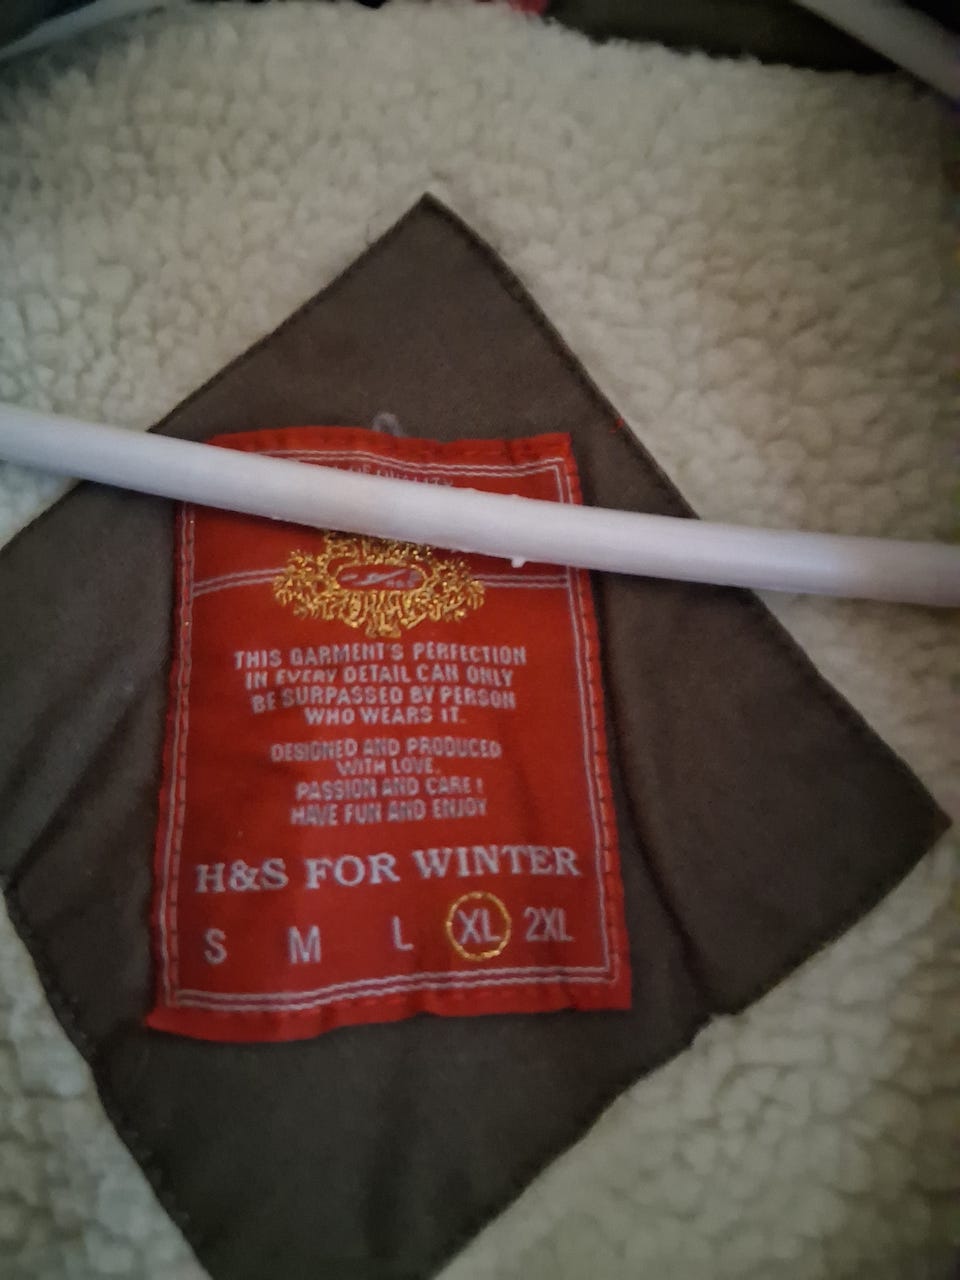 THIS GARMENT'S PERFECTION
IN EVERY DETAIL CAN ONLY
BE SURPASSED BY PERSON
WHO WEARS IT.
DESIGNED AND PRODUCED
WITH LOVE,
PASSION AND CARE!
HAVE FUN AND ENJOY
H&S FOR WINTER
S M L XL 2XL